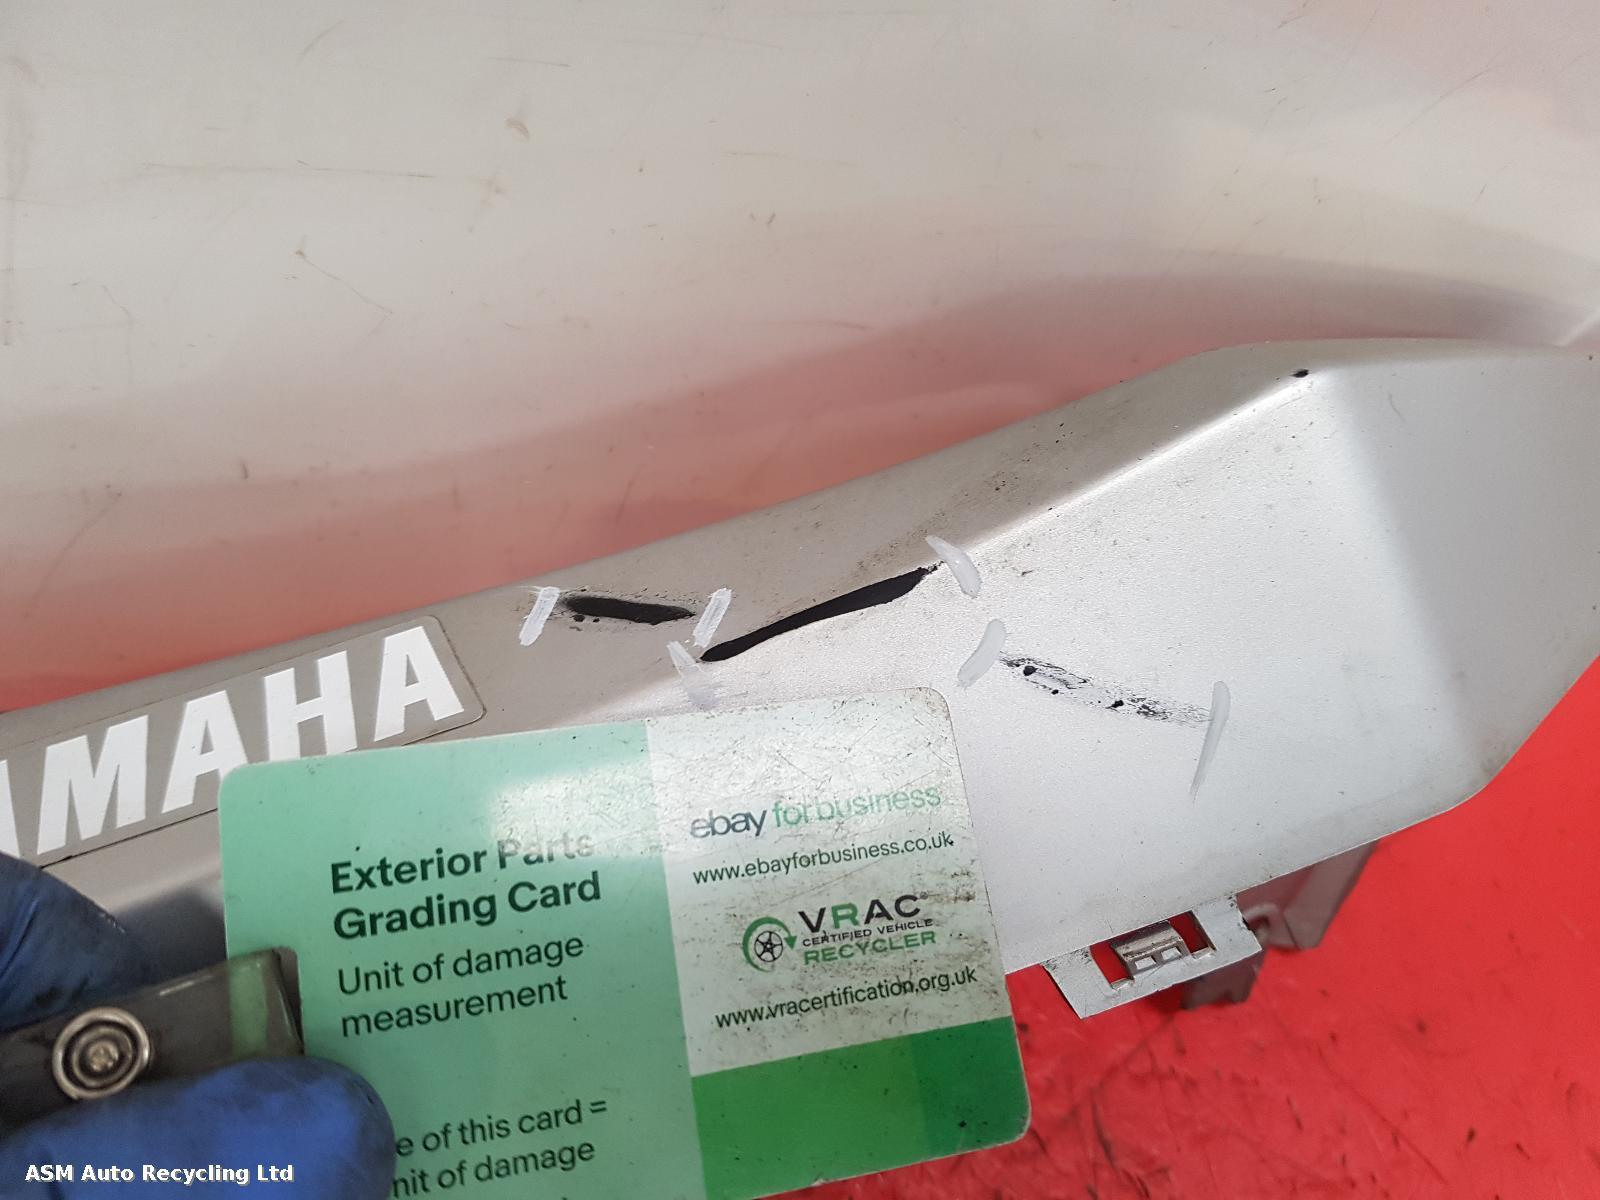 AMAHA
Exterior Parts
Grading Card
Unit of damage
measurement
e of this card =
nit of damage
ebay for business
www.ebayforbusiness.co.uk
VRAC
CERTIFIED VEHICLE
RECYCLER
www.vracertification.org.uk
ASM Auto Recycling Ltd